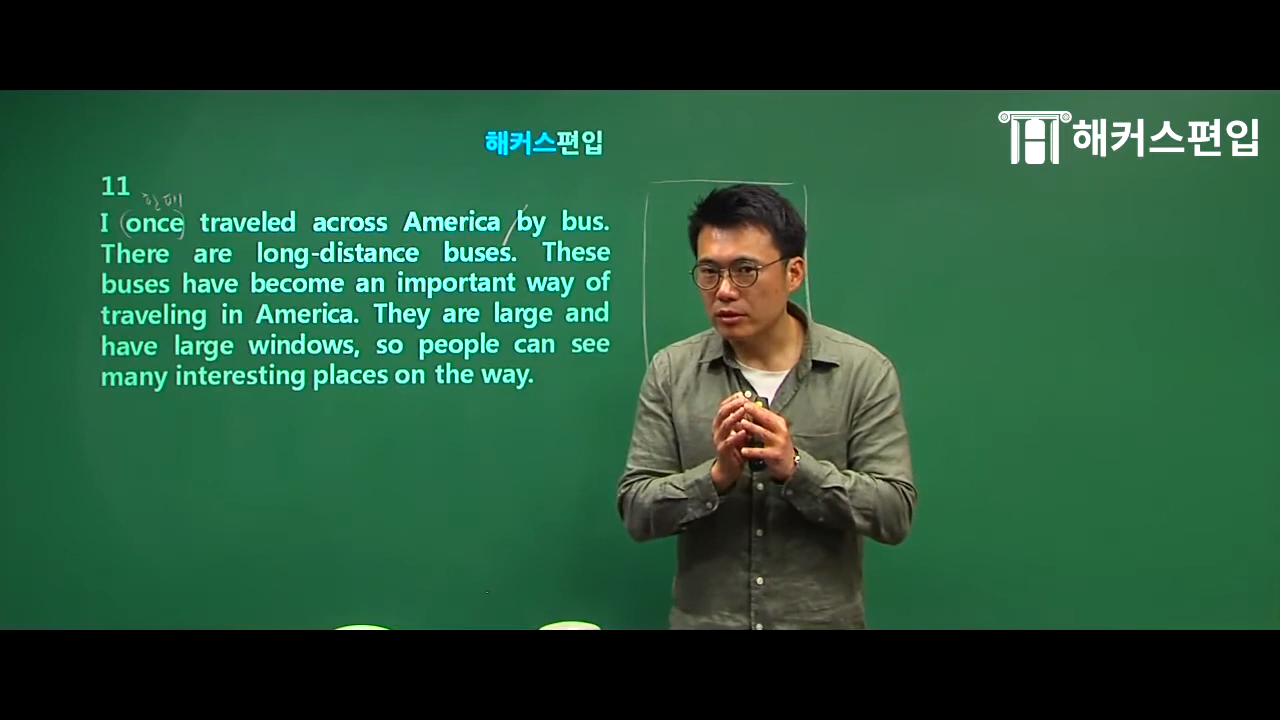 해커스편입
해커스편입
11
한때
I once traveled across America by bus.
There are long-distance buses. These
buses have become an important way of
traveling in America. They are large and
have large windows, so people can see
many interesting places on the way.